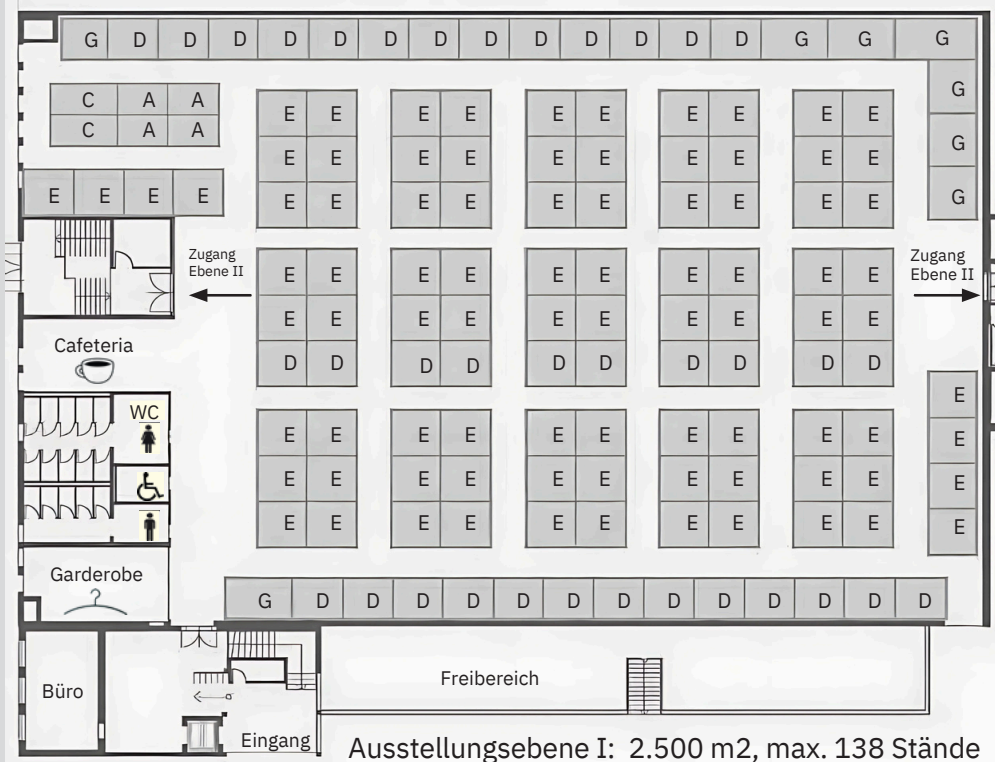 G D D D D D D D D D D D D D G G G
G
C A A
E E E E E E E E E E
C A A
G
E E E E E E E E E E
E E E E
G
E E E E E E E E E E
Zugang
Ebene II
Zugang
Ebene II
E E E E E E E E E E
E E E E E E E E E E
Cafeteria
D D D D D D D D D D
E
WC
E E E E E E E E E E
E
E E E E E E E E E E
E
E E E E E E E E E E
E
Garderobe
G D D D D D D D D D D D D D
Büro
Freibereich
Eingang
Ausstellungsebene I: 2.500 m2, max. 138 Stände